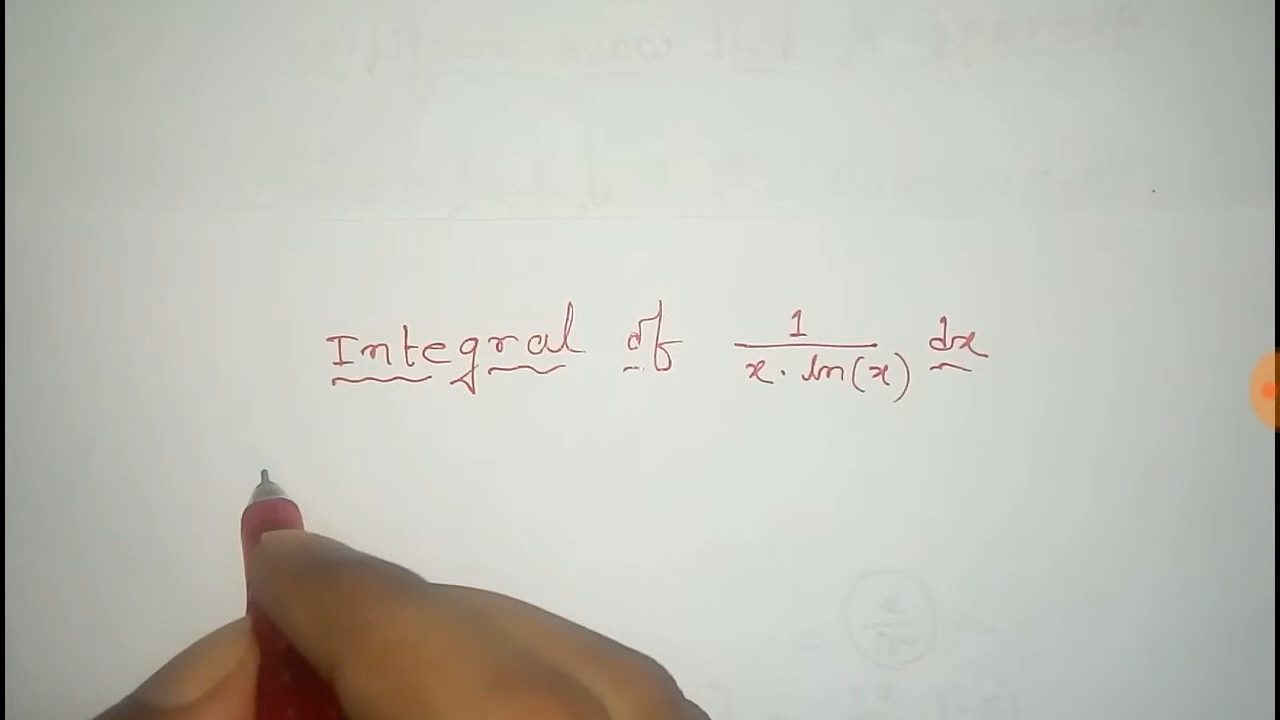 Integral of 1/(x · ln(x)) dx